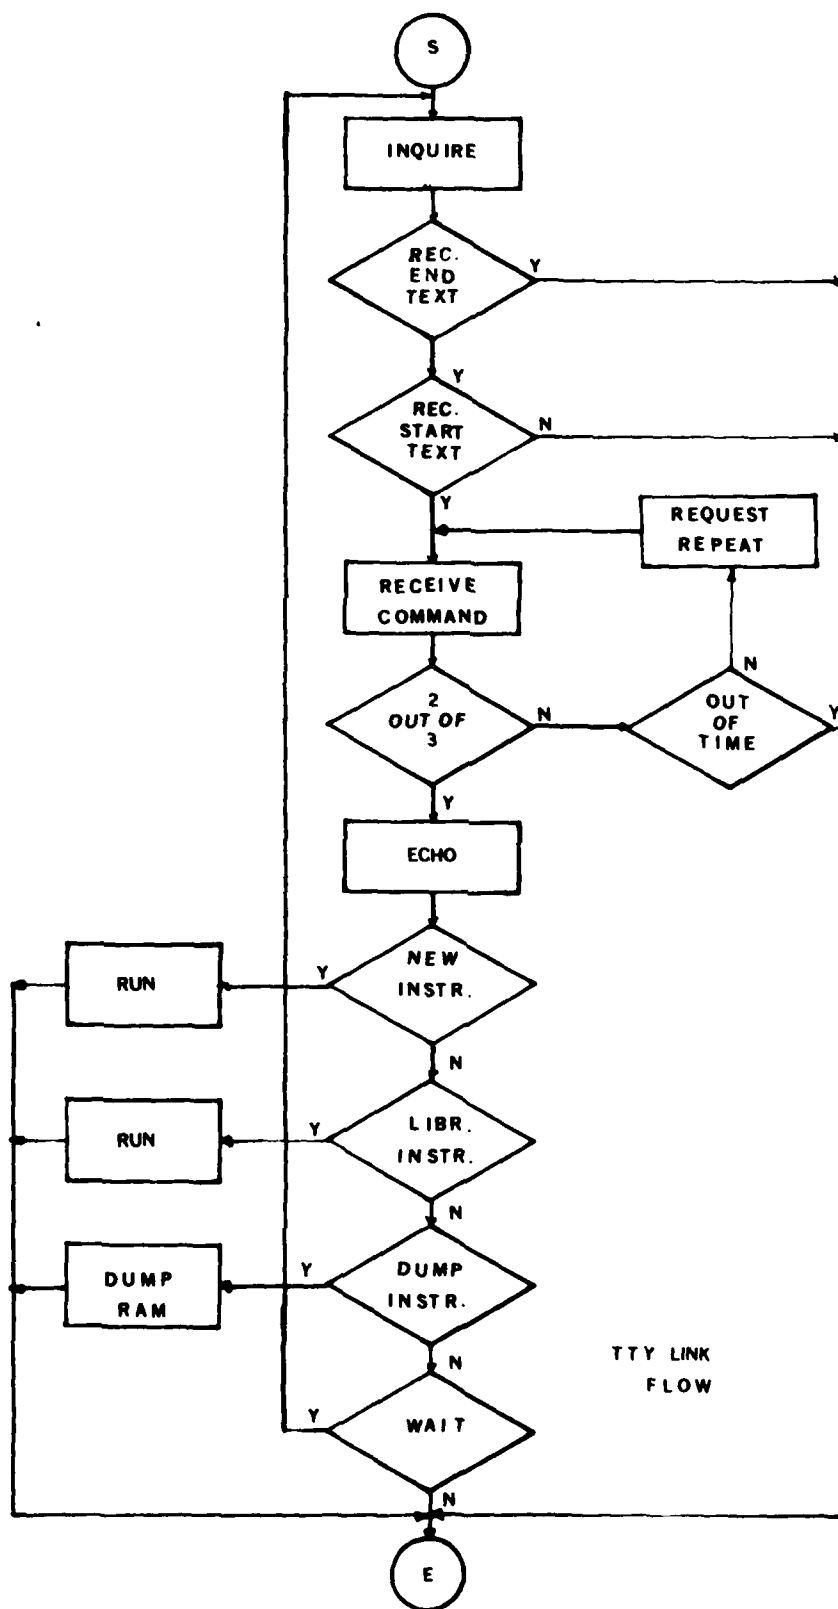 S
INQUIRE
REC.
END
TEXT
Y
Y
REC.
START
TEXT
N
Y
REQUEST
REPEAT
RECEIVE
COMMAND
N
2
OUT OF
3
N
OUT
OF
TIME
Y
Y
ECHO
NEW
INSTR.
Y
RUN
N
LIBR.
INSTR.
Y
RUN
N
DUMP
INSTR.
Y
DUMP
RAM
N
TTY LINK
FLOW
WAIT
Y
N
E